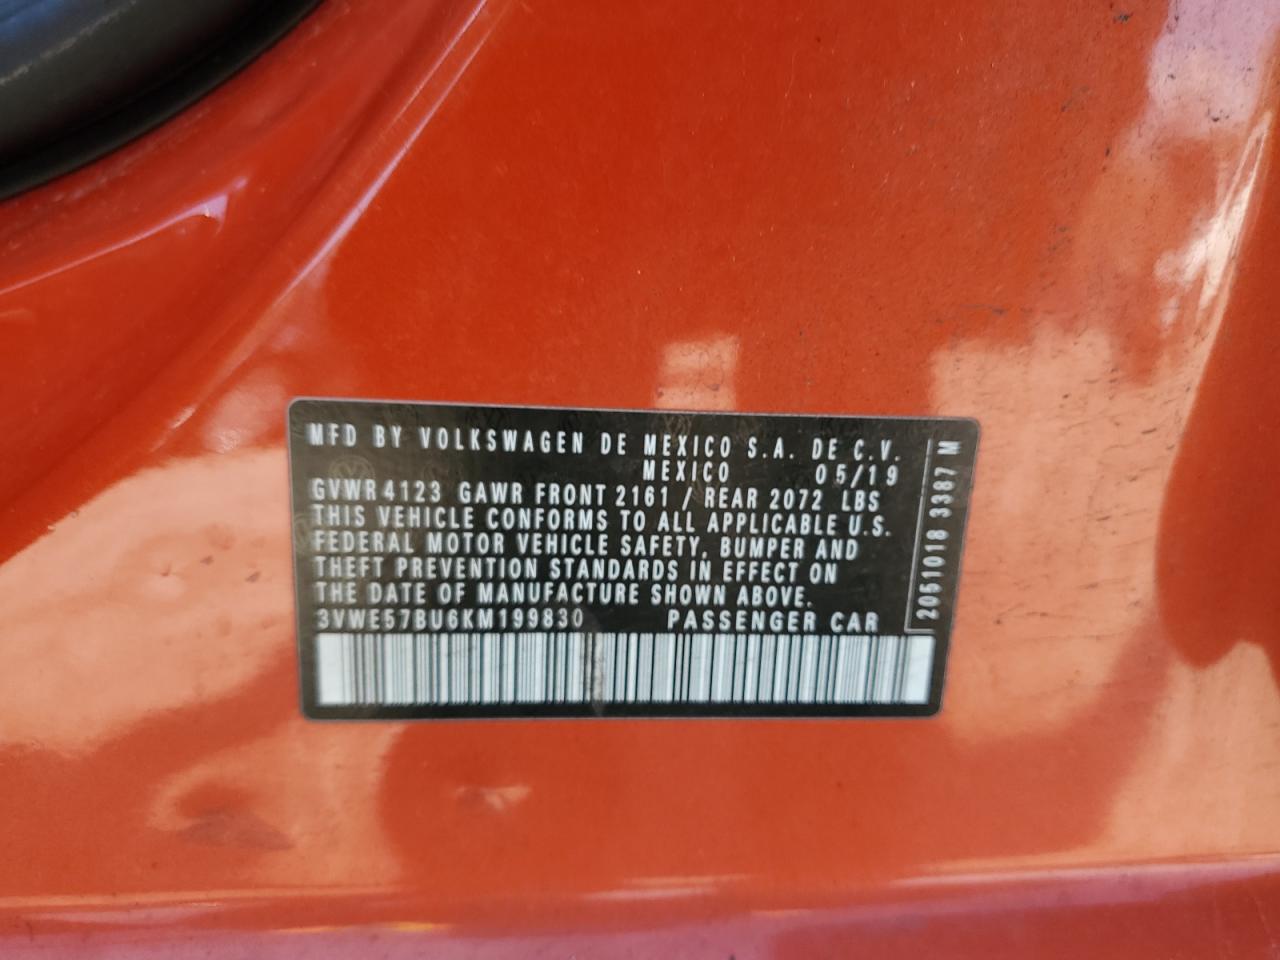 MFD BY VOLKSWAGEN DE MEXICO S.A. DE C.V.
MEXICO 05/19
GVWR 4123 GAWR FRONT 2161 / REAR 2072 LBS
THIS VEHICLE CONFORMS TO ALL APPLICABLE U.S.
FEDERAL MOTOR VEHICLE SAFETY, BUMPER AND
THEFT PREVENTION STANDARDS IN EFFECT ON
THE DATE OF MANUFACTURE SHOWN ABOVE.
3VWE57BU6KM199830 PASSENGER CAR
2051018 3387 M